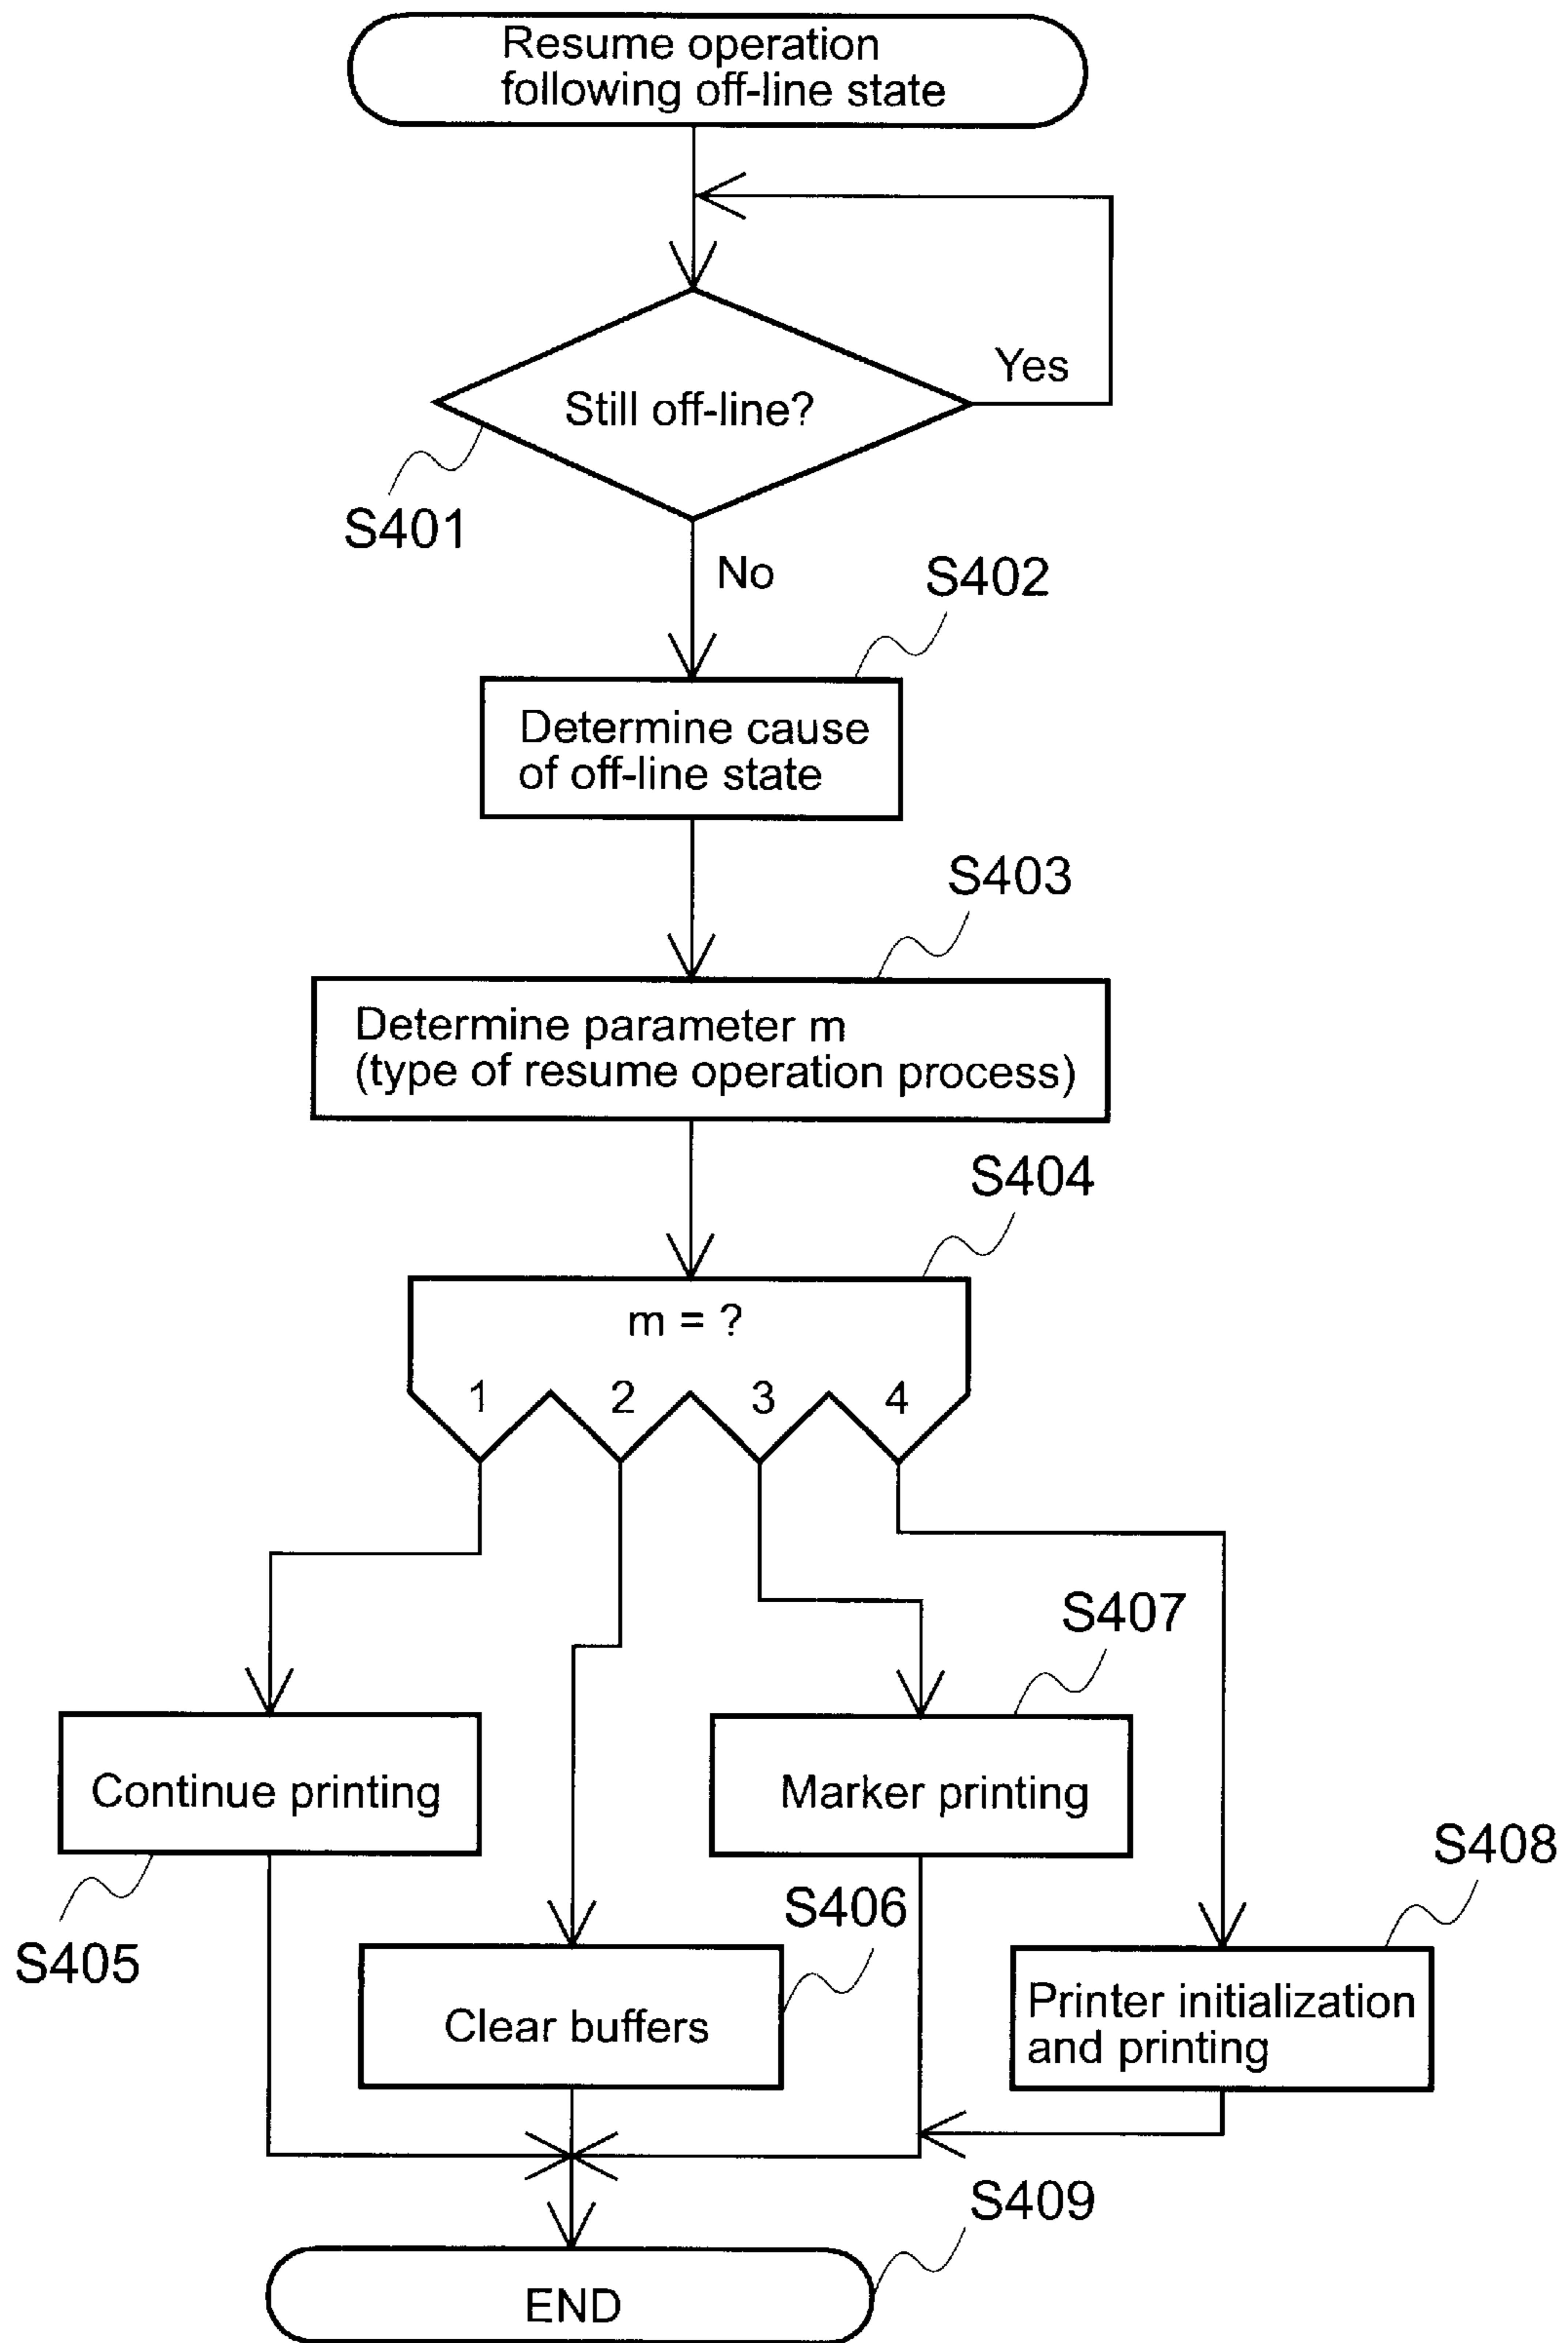 Resume operation
following off-line state
Yes
Still off-line?
S401
No
S402
Determine cause
of off-line state
S403
Determine parameter m
(type of resume operation process)
S404
m = ?
1 2 3 4
S407
Continue printing
Marker printing
S408
S406
S405
Printer initialization
and printing
Clear buffers
S409
END